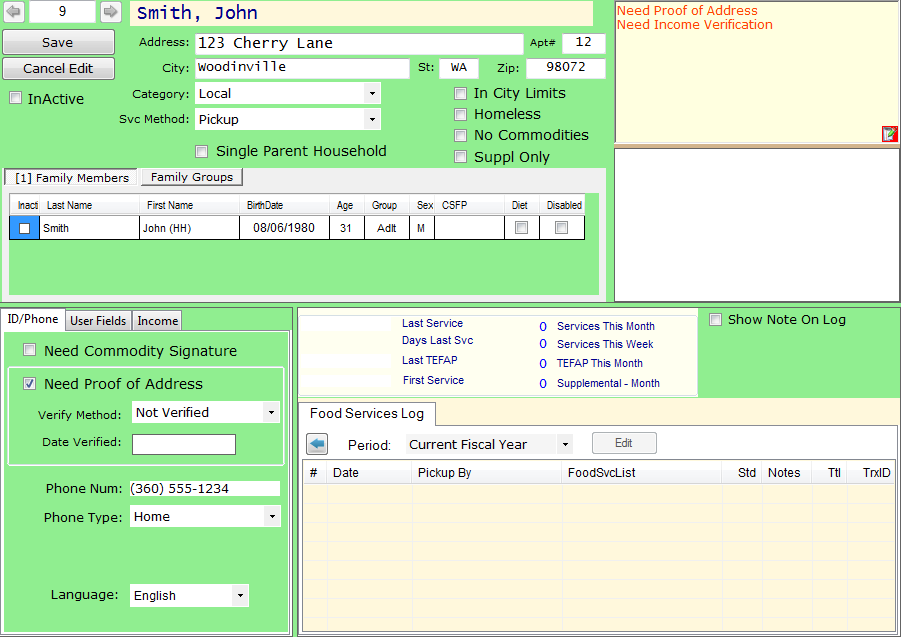 9
Smith, John
Save
Cancel Edit
InActive
Address: 123 Cherry Lane Apt# 12
City: Woodinville St: WA Zip: 98072
Category: Local
Svc Method: Pickup
In City Limits
Homeless
No Commodities
Suppl Only
Single Parent Household
Need Proof of Address
Need Income Verification
[1] Family Members Family Groups
Inact Last Name First Name BirthDate Age Group Sex CSFP Diet Disabled
Smith John (HH) 08/06/1980 31 Adlt M
ID/Phone User Fields Income
Need Commodity Signature
Need Proof of Address
Verify Method: Not Verified
Date Verified:
Phone Num: (360) 555-1234
Phone Type: Home
Language: English
Last Service 0 Services This Month
Days Last Svc 0 Services This Week
Last TEFAP 0 TEFAP This Month
First Service 0 Supplemental - Month
Show Note On Log
Food Services Log
Period: Current Fiscal Year Edit
# Date Pickup By FoodSvcList Std Notes Ttl TrxID